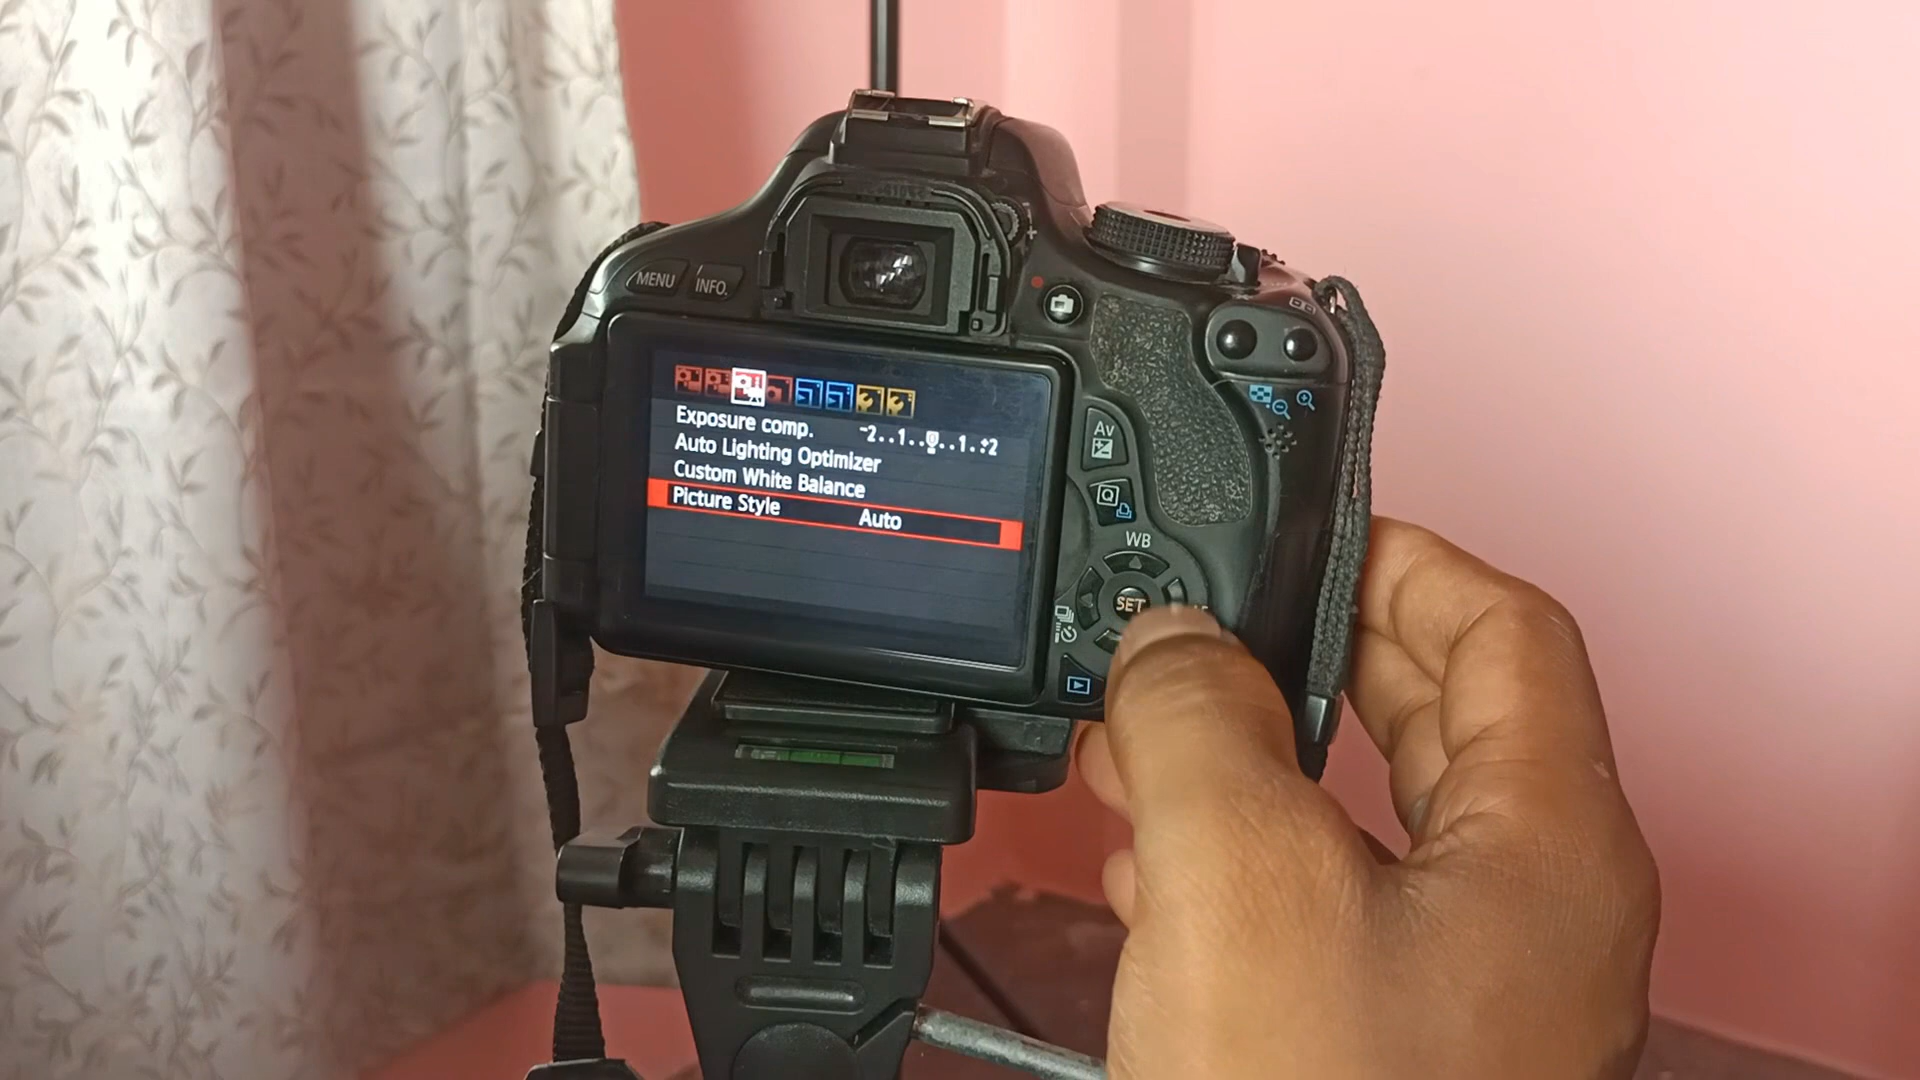 MENU INFO.
Exposure comp. -2..1..0..1..+2
Auto Lighting Optimizer
Custom White Balance
Picture Style Auto
Av
Q
WB
SET